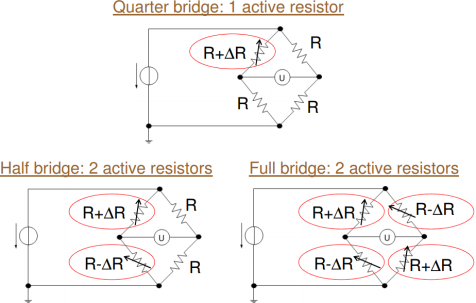 Quarter bridge: 1 active resistor
R+ΔR
R
U
R
R
Half bridge: 2 active resistors
R+ΔR
R
U
R-ΔR
R
Full bridge: 2 active resistors
R+ΔR
R-ΔR
U
R-ΔR
R+ΔR